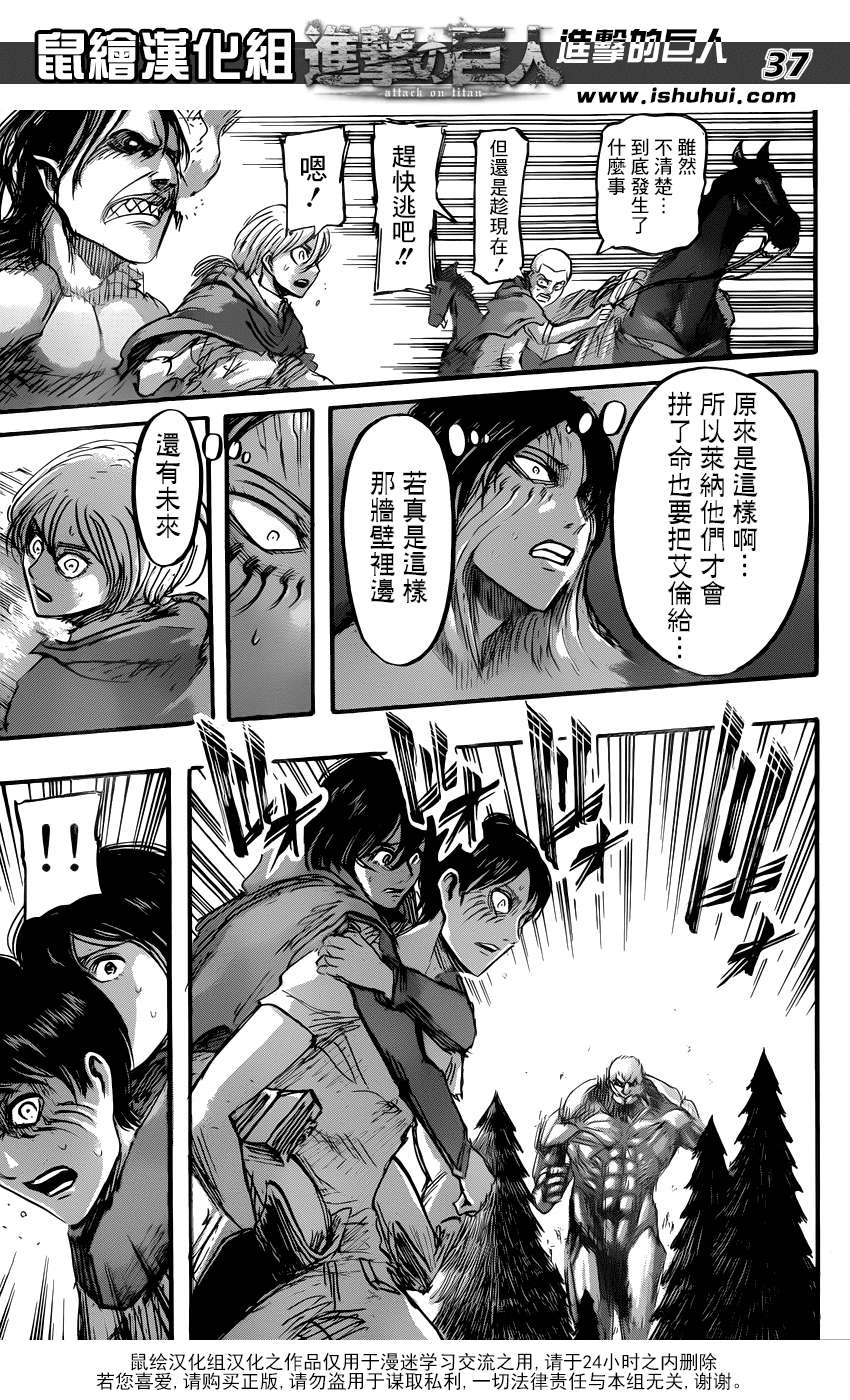 鼠繪漢化組
進撃の巨人
attack on titan
進撃的巨人
37
www.ishuhui.com
雖然
不清楚…
到底發生了
什麼事
但還是趁現在！
趕快逃吧！！
嗯！
原來是這樣啊…
所以萊納他們才會
拼了命也要把艾倫給…
若真是這樣
那牆壁裡邊
還有未來
！！
鼠绘汉化组汉化之作品仅用于漫迷学习交流之用, 请于24小时之内删除
若您喜爱, 请购买正版, 请勿盗用于谋取私利, 一切法律责任与本组无关, 谢谢.